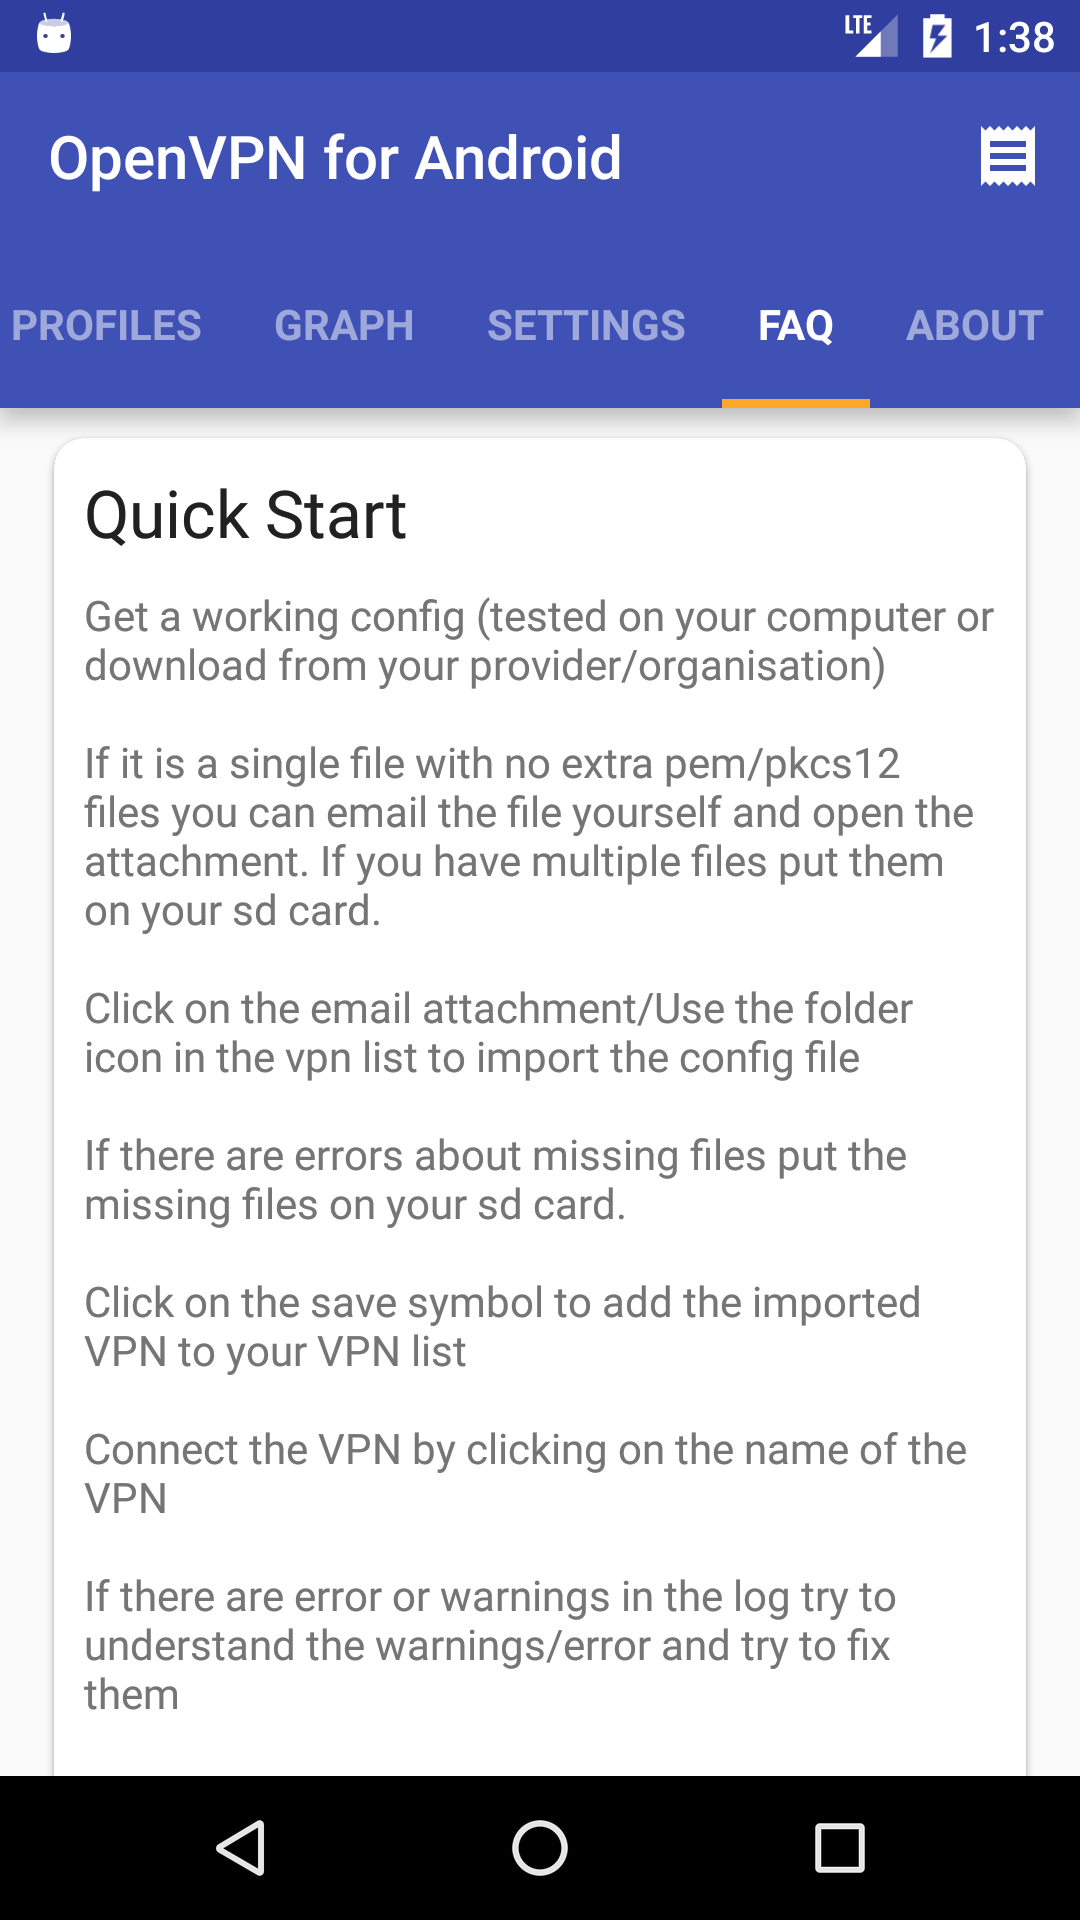 LTE 1:38
OpenVPN for Android
PROFILES GRAPH SETTINGS FAQ ABOUT
Quick Start
Get a working config (tested on your computer or
download from your provider/organisation)
If it is a single file with no extra pem/pkcs12
files you can email the file yourself and open the
attachment. If you have multiple files put them
on your sd card.
Click on the email attachment/Use the folder
icon in the vpn list to import the config file
If there are errors about missing files put the
missing files on your sd card.
Click on the save symbol to add the imported
VPN to your VPN list
Connect the VPN by clicking on the name of the
VPN
If there are error or warnings in the log try to
understand the warnings/error and try to fix
them